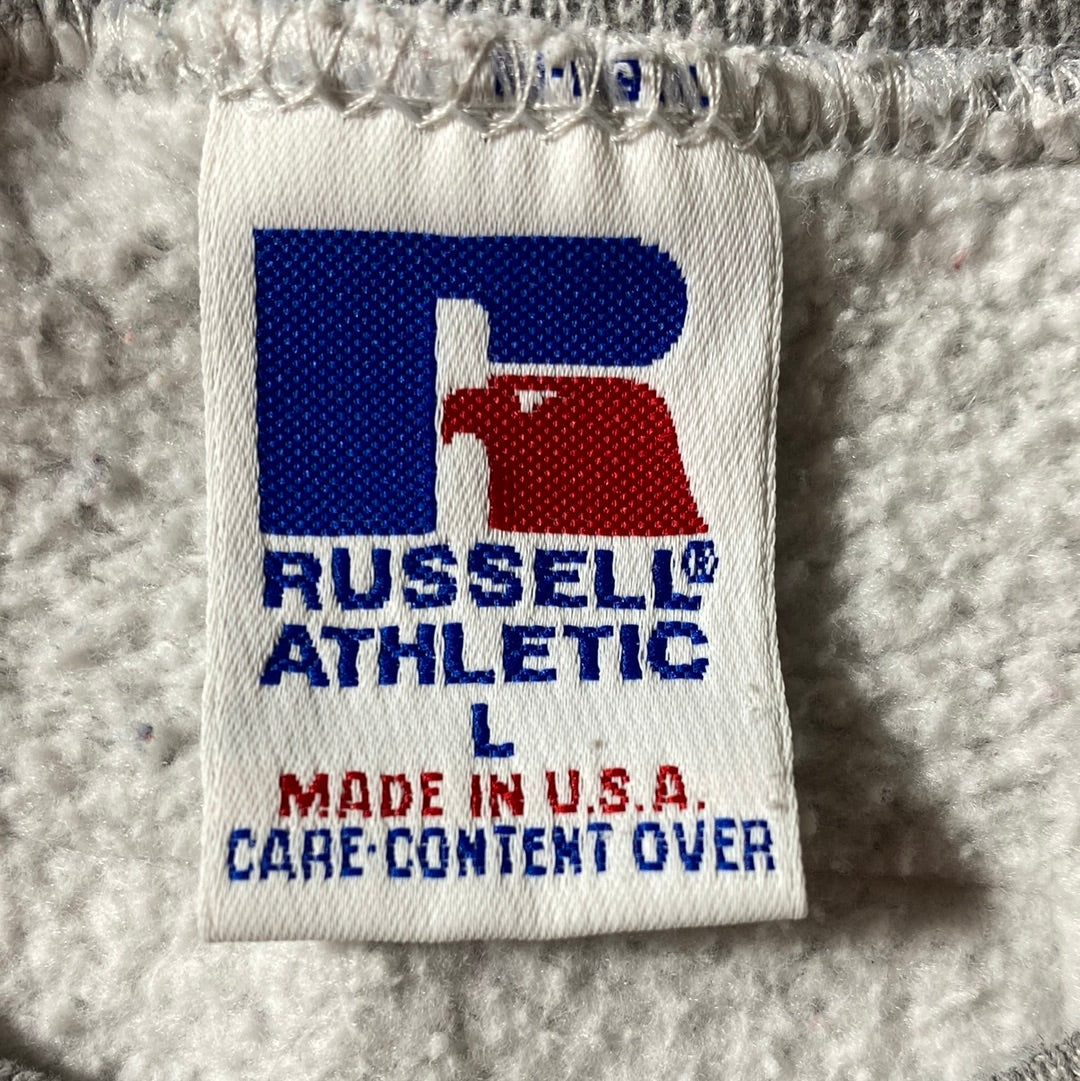 RUSSELL®
ATHLETIC
L
MADE IN U.S.A.
CARE·CONTENT OVER